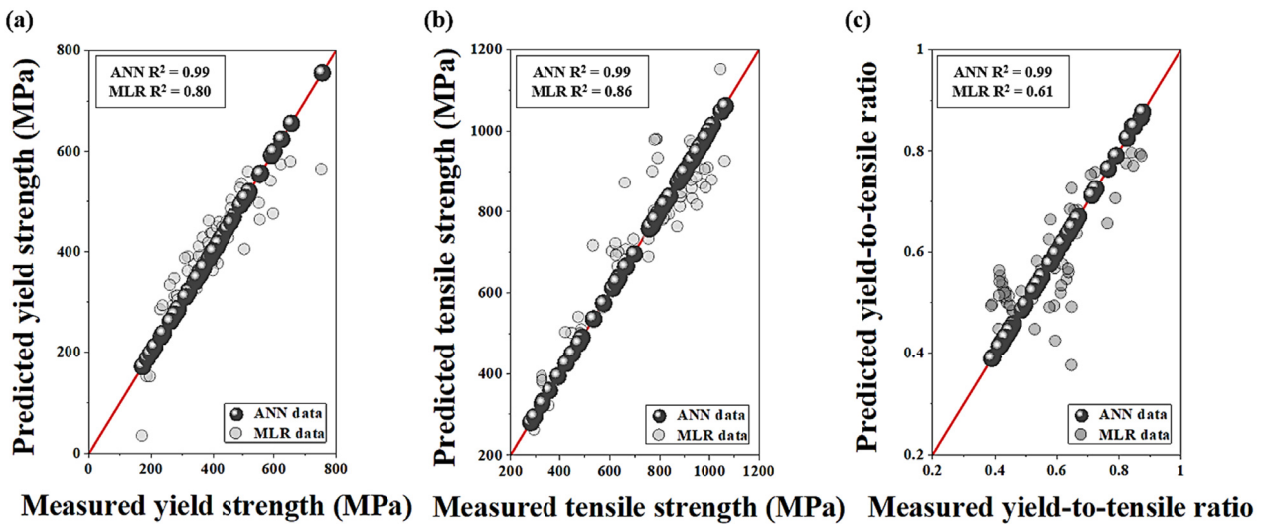 (a)
800
600
400
200
0
0
200
400
600
800
Predicted yield strength (MPa)
Measured yield strength (MPa)
ANN R² = 0.99
MLR R² = 0.80
ANN data
MLR data
(b)
1200
1000
800
600
400
200
200
400
600
800
1000
1200
Predicted tensile strength (MPa)
Measured tensile strength (MPa)
ANN R² = 0.99
MLR R² = 0.86
ANN data
MLR data
(c)
1
0.8
0.6
0.4
0.2
0.2
0.4
0.6
0.8
1
Predicted yield-to-tensile ratio
Measured yield-to-tensile ratio
ANN R² = 0.99
MLR R² = 0.61
ANN data
MLR data